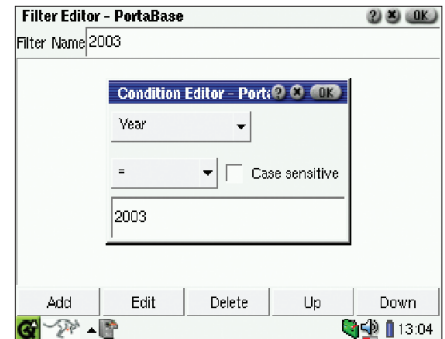 Filter Editor - PortaBase ? OK
Filter Name 2003
Condition Editor - Porta ? OK
Year
= Case sensitive
2003
Add Edit Delete Up Down
13:04